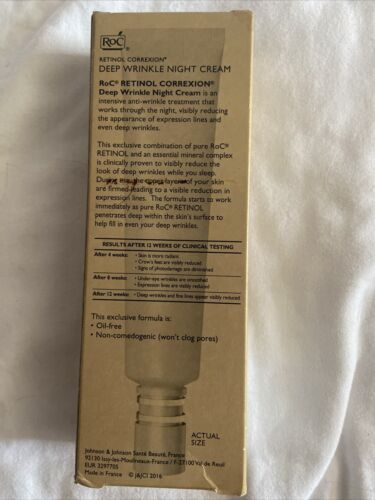 RoC®
RETINOL CORREXION®
DEEP WRINKLE NIGHT CREAM
RoC® RETINOL CORREXION®
Deep Wrinkle Night Cream is an
intensive anti-wrinkle treatment that
works through the night, visibly reducing
the appearance of expression lines and
even deep wrinkles.
This exclusive combination of pure RoC®
RETINOL and an essential mineral complex
is clinically proven to visibly reduce the
look of deep wrinkles while you sleep.
layers of your skin
are firmed leading to a visible reduction in
expression lines. The formula starts to work
immediately as pure RoC® RETINOL
penetrates deep within the skin's surface to
help fill in even your deep wrinkles.
RESULTS AFTER 12 WEEKS OF CLINICAL TESTING
After 4 weeks: • Skin is more radiant
• Crow's feet are visibly reduced
• Signs of photodamage are diminished
After 8 weeks: • Under-eye wrinkles are smoothed
• Expression lines are visibly reduced
After 12 weeks: • Deep wrinkles and fine lines appear visibly reduced
This exclusive formula is:
• Oil-free
• Non-comedogenic (won't clog pores)
ACTUAL
SIZE
Johnson & Johnson Santé Beauté, France
92130 Issy-les-Moulineaux-France / F-27100 Val de Reuil
EUR 3297705
Made in France © J&JCI 2016